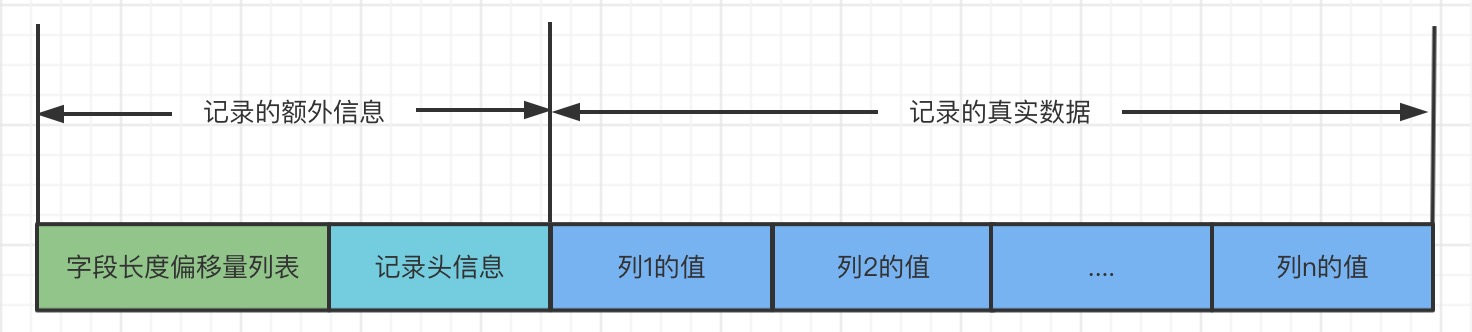 记录的额外信息
记录的真实数据
字段长度偏移量列表
记录头信息
列1的值
列2的值
....
列n的值